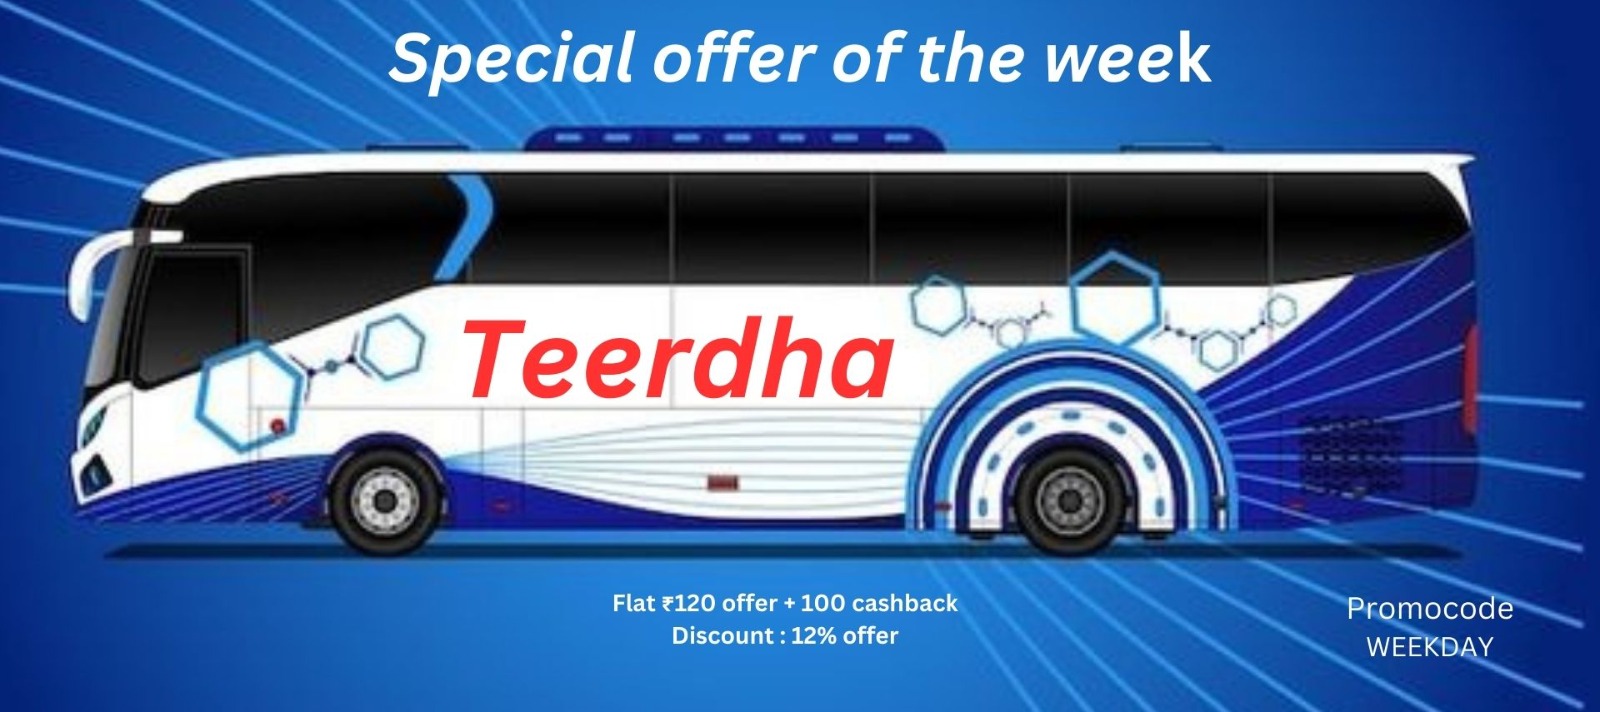 Special offer of the week
Teerdha
Flat ₹120 offer + 100 cashback
Discount : 12% offer
Promocode
WEEKDAY